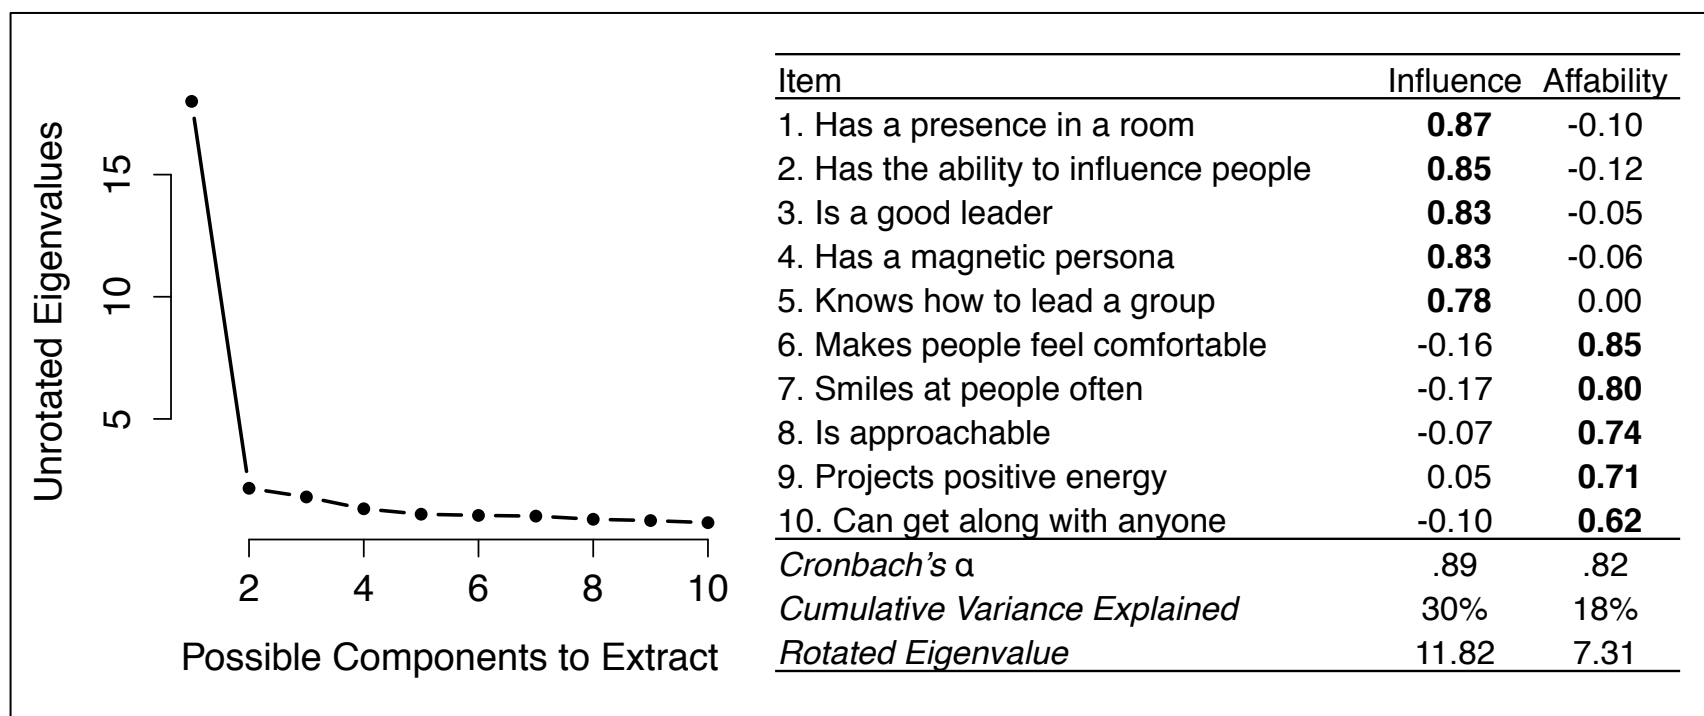 Unrotated Eigenvalues
15
10
5
2 4 6 8 10
Possible Components to Extract
Item Influence Affability
1. Has a presence in a room 0.87 -0.10
2. Has the ability to influence people 0.85 -0.12
3. Is a good leader 0.83 -0.05
4. Has a magnetic persona 0.83 -0.06
5. Knows how to lead a group 0.78 0.00
6. Makes people feel comfortable -0.16 0.85
7. Smiles at people often -0.17 0.80
8. Is approachable -0.07 0.74
9. Projects positive energy 0.05 0.71
10. Can get along with anyone -0.10 0.62
Cronbach's α .89 .82
Cumulative Variance Explained 30% 18%
Rotated Eigenvalue 11.82 7.31